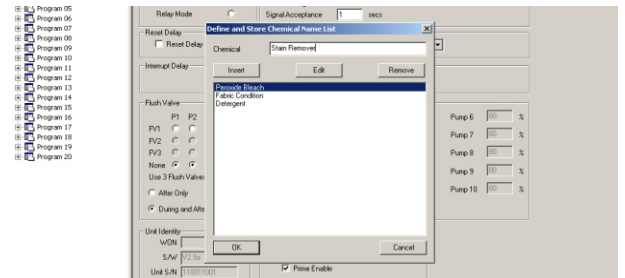 Program 05
Program 06
Program 07
Program 08
Program 09
Program 10
Program 11
Program 12
Program 13
Program 14
Program 15
Program 16
Program 17
Program 18
Program 19
Program 20
Relay Mode
Signal Acceptance 1 secs
Reset Delay
Reset Delay
Interrupt Delay
Flush Valve
P1 P2
FV1
FV2
FV3
None
Use 3 Flush Valves
After Only
During and Afte
Unit Identity
WON
S/W V2.9e
Unit S/N 110011001
Define and Store Chemical Name List
Chemical Stain Remover
Insert Edit Remove
Peroxide Bleach
Fabric Condition
Detergent
OK Cancel
Prime Enable
Pump 6 80 %
Pump 7 80 %
Pump 8 80 %
Pump 9 80 %
Pump 10 80 %